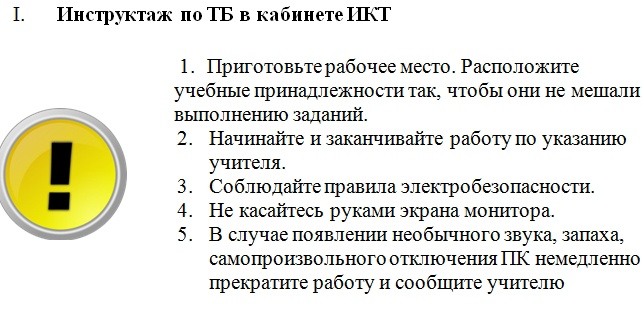 I. Инструктаж по ТБ в кабинете ИКТ
1. Приготовьте рабочее место. Расположите
учебные принадлежности так, чтобы они не мешали
выполнению заданий.
2. Начинайте и заканчивайте работу по указанию
учителя.
3. Соблюдайте правила электробезопасности.
4. Не касайтесь руками экрана монитора.
5. В случае появлении необычного звука, запаха,
самопроизвольного отключения ПК немедленно
прекратите работу и сообщите учителю